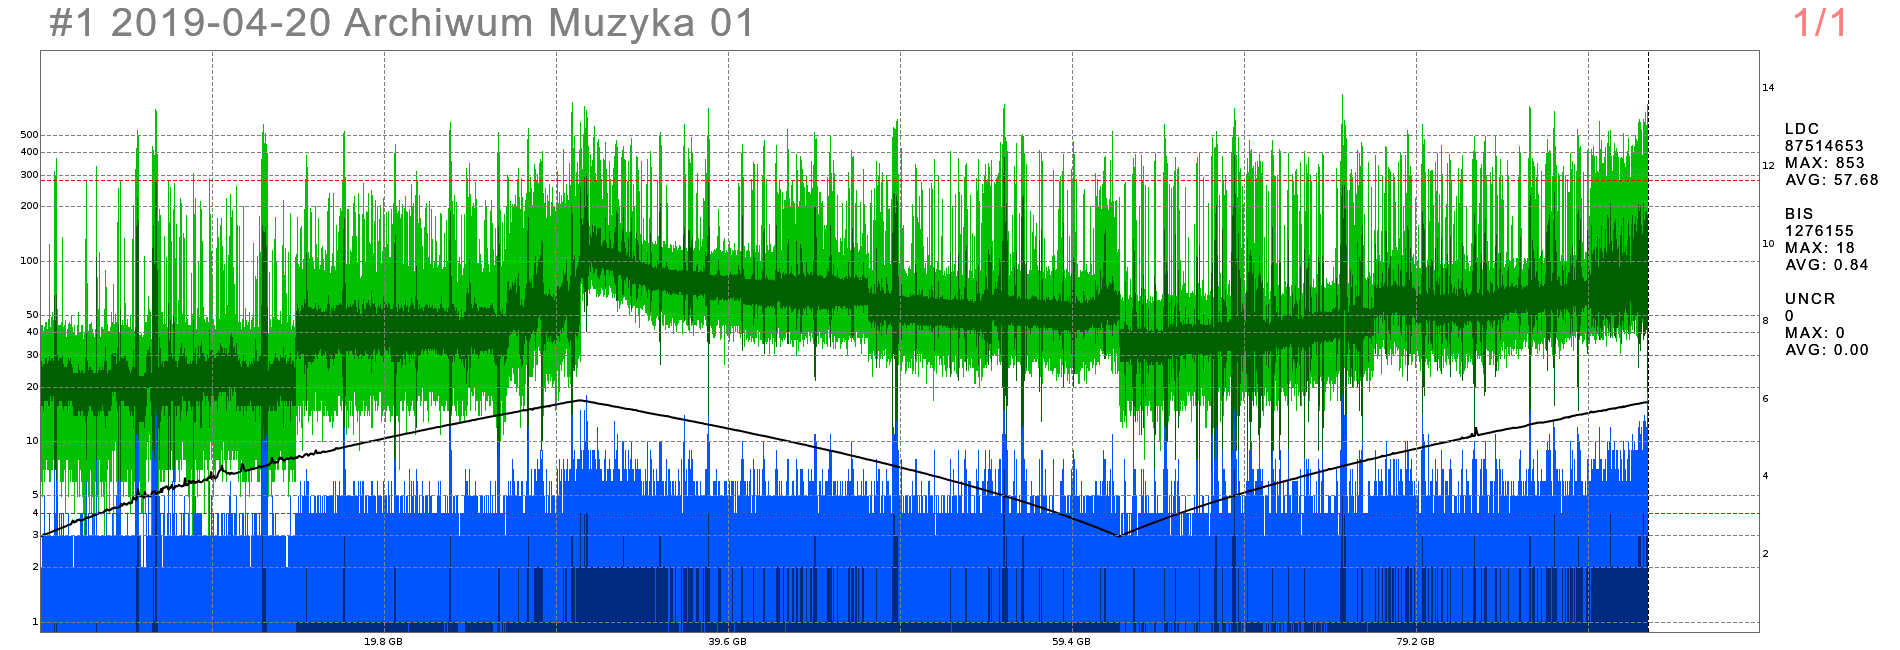 #1 2019-04-20 Archiwum Muzyka 01
1/1
500
400
300
200
100
50
40
30
20
10
5
4
3
2
1
14
12
10
8
6
4
2
19.8 GB
39.6 GB
59.4 GB
79.2 GB
LDC
87514653
MAX: 853
AVG: 57.68
BIS
1276155
MAX: 18
AVG: 0.84
UNCR
0
MAX: 0
AVG: 0.00